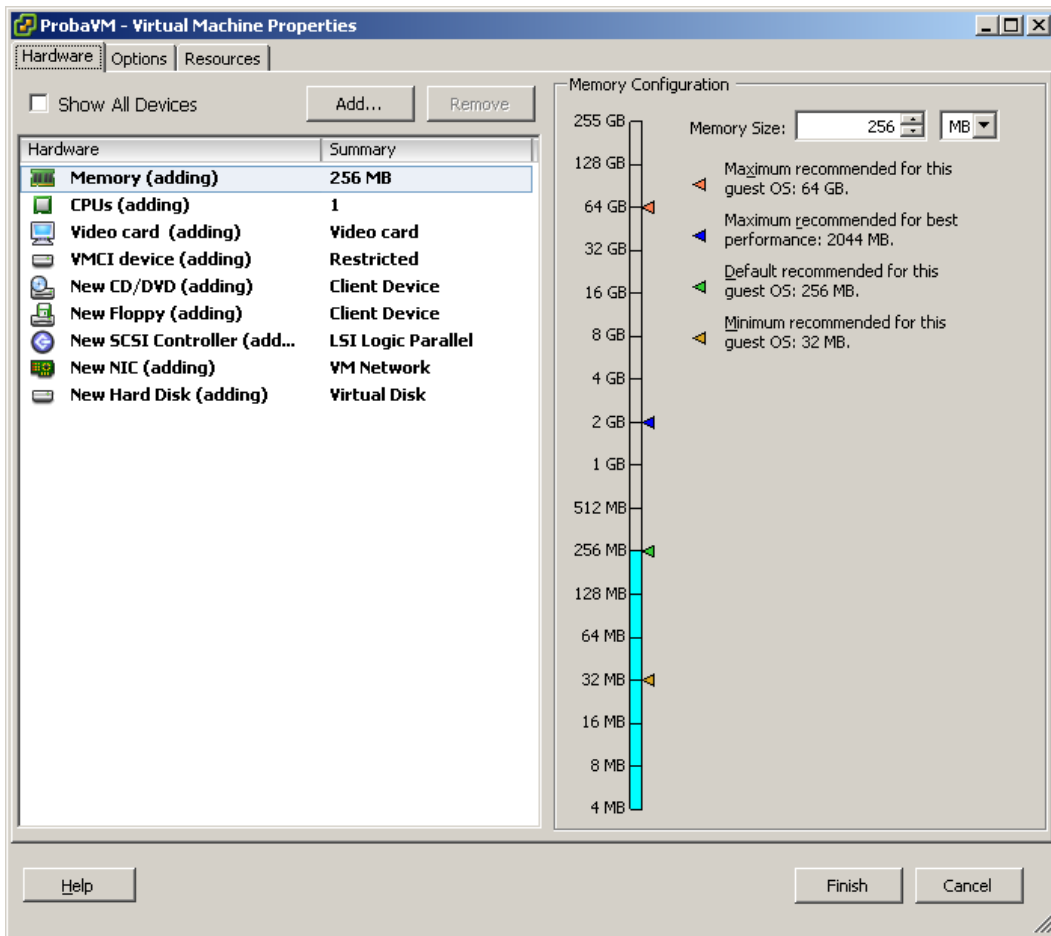 ProbaVM - Virtual Machine Properties
Hardware Options Resources
Show All Devices Add... Remove
Hardware Summary
Memory (adding) 256 MB
CPUs (adding) 1
Video card (adding) Video card
VMCI device (adding) Restricted
New CD/DVD (adding) Client Device
New Floppy (adding) Client Device
New SCSI Controller (add... LSI Logic Parallel
New NIC (adding) VM Network
New Hard Disk (adding) Virtual Disk
Memory Configuration
255 GB
128 GB
64 GB
32 GB
16 GB
8 GB
4 GB
2 GB
1 GB
512 MB
256 MB
128 MB
64 MB
32 MB
16 MB
8 MB
4 MB
Memory Size: 256 MB
Maximum recommended for this
guest OS: 64 GB.
Maximum recommended for best
performance: 2044 MB.
Default recommended for this
guest OS: 256 MB.
Minimum recommended for this
guest OS: 32 MB.
Help Finish Cancel